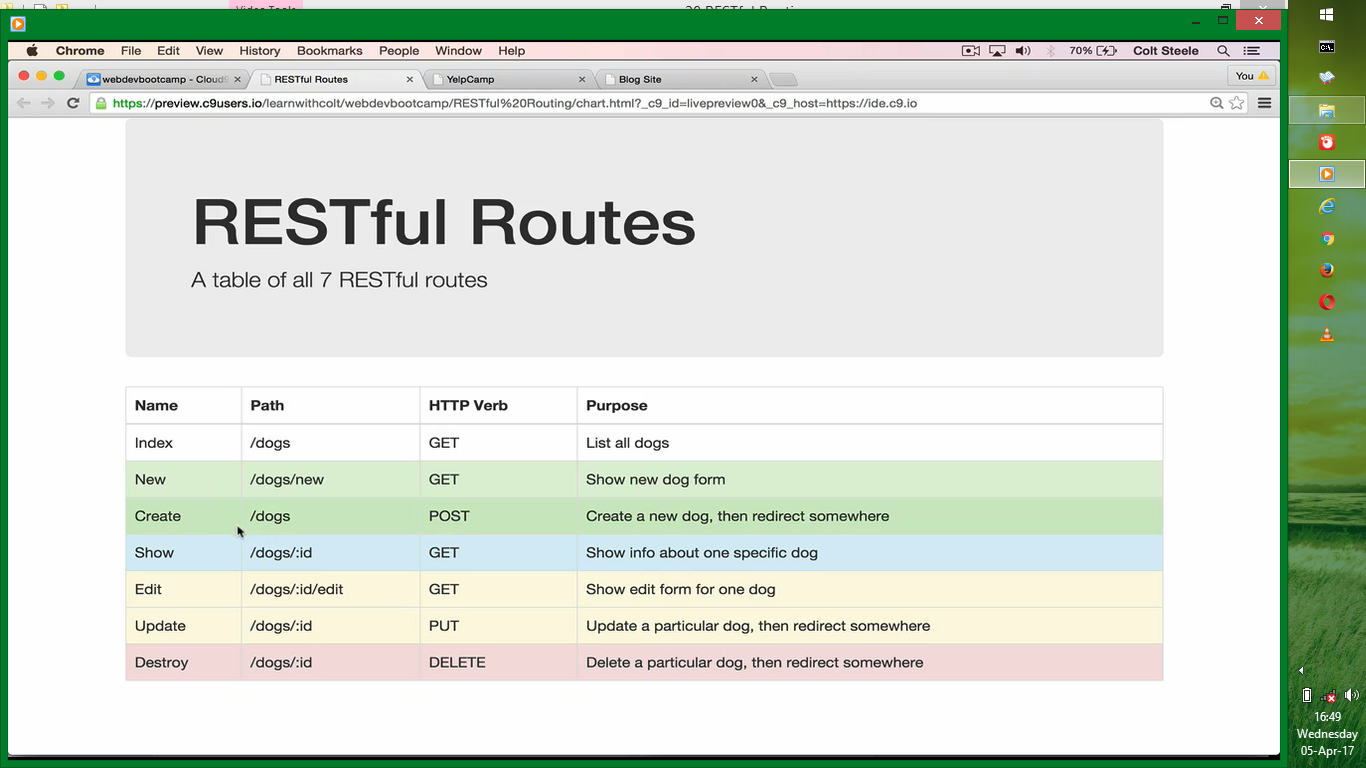 Video Tools
Chrome File Edit View History Bookmarks People Window Help 70% Colt Steele
webdevbootcamp - Cloud9 RESTful Routes YelpCamp Blog Site You
https://preview.c9users.io/learnwithcolt/webdevbootcamp/RESTful%20Routing/chart.html?_c9_id=livepreview0&_c9_host=https://ide.c9.io
RESTful Routes
A table of all 7 RESTful routes
Name Path HTTP Verb Purpose
Index /dogs GET List all dogs
New /dogs/new GET Show new dog form
Create /dogs POST Create a new dog, then redirect somewhere
Show /dogs/:id GET Show info about one specific dog
Edit /dogs/:id/edit GET Show edit form for one dog
Update /dogs/:id PUT Update a particular dog, then redirect somewhere
Destroy /dogs/:id DELETE Delete a particular dog, then redirect somewhere
16:49
Wednesday
05-Apr-17